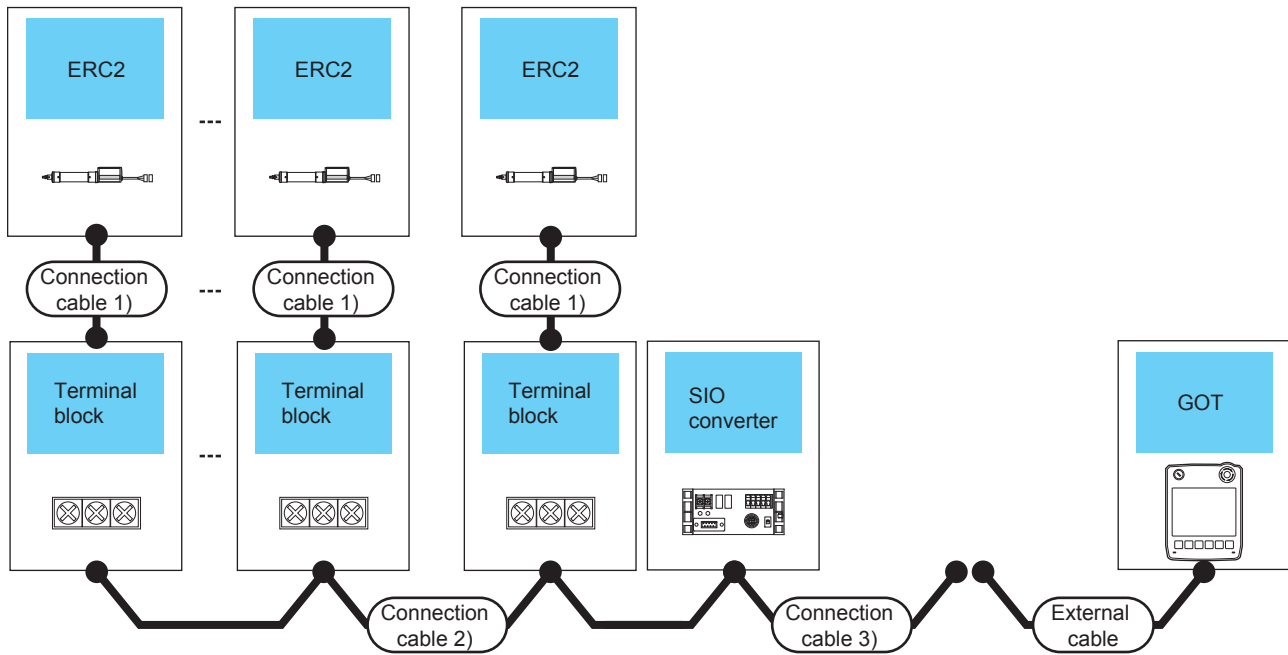 ERC2
ERC2
ERC2
---
Connection
cable 1)
---
Connection
cable 1)
Connection
cable 1)
Terminal
block
---
Terminal
block
Terminal
block
SIO
converter
GOT
Connection
cable 2)
Connection
cable 3)
External
cable